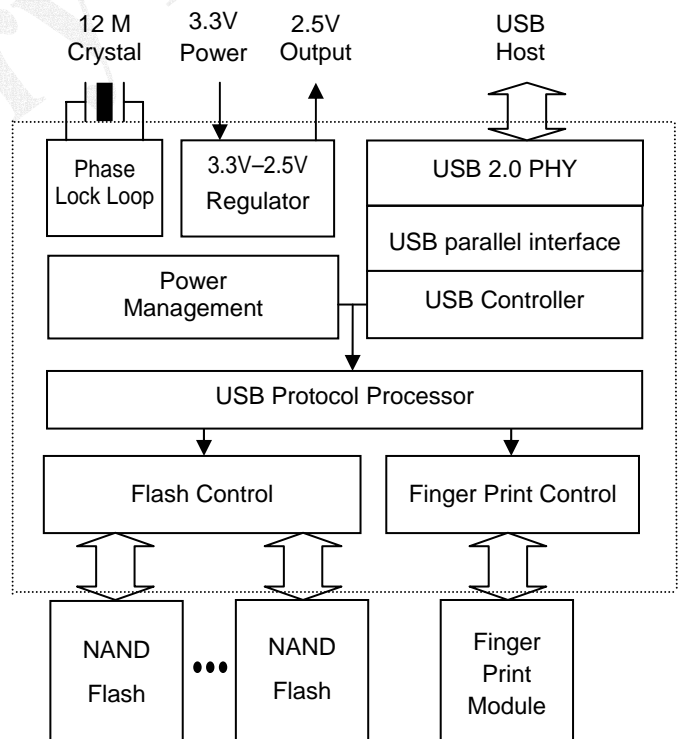 12 M
Crystal
3.3V
Power
2.5V
Output
USB
Host
Phase
Lock Loop
3.3V–2.5V
Regulator
USB 2.0 PHY
USB parallel interface
Power
Management
USB Controller
USB Protocol Processor
Flash Control
Finger Print Control
NAND
Flash
NAND
Flash
Finger
Print
Module